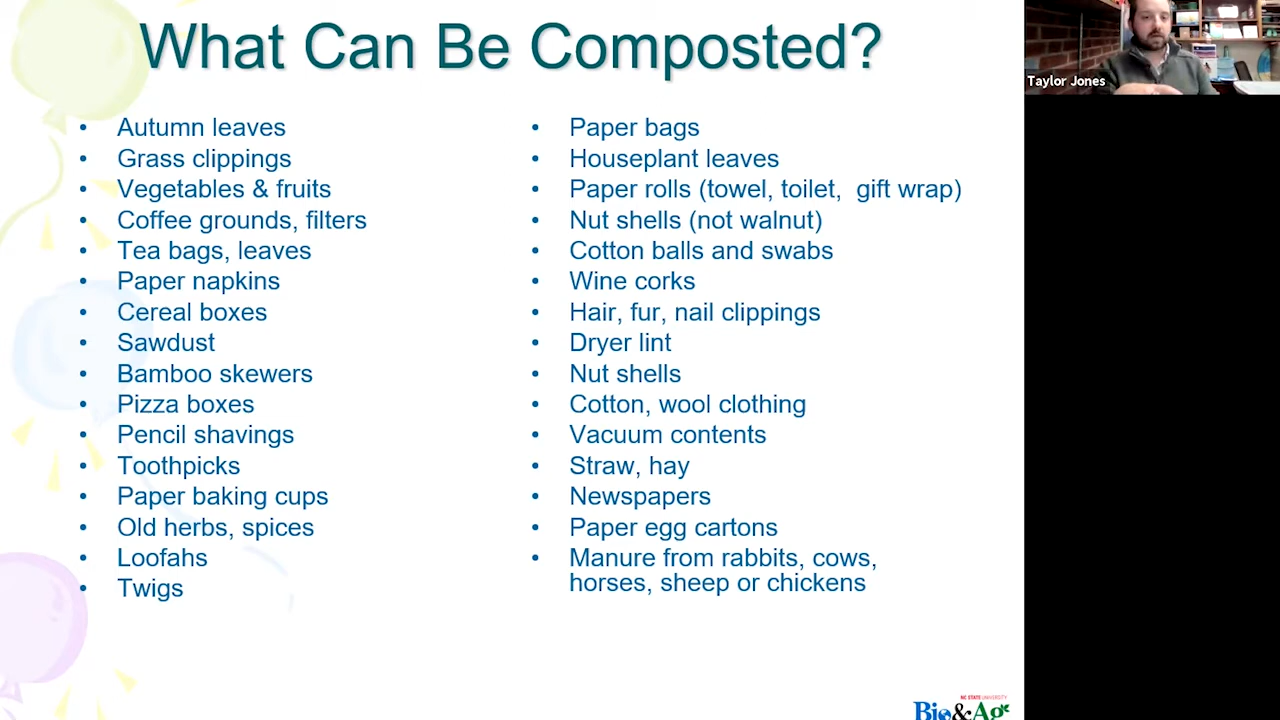 What Can Be Composted?
• Autumn leaves
• Grass clippings
• Vegetables & fruits
• Coffee grounds, filters
• Tea bags, leaves
• Paper napkins
• Cereal boxes
• Sawdust
• Bamboo skewers
• Pizza boxes
• Pencil shavings
• Toothpicks
• Paper baking cups
• Old herbs, spices
• Loofahs
• Twigs
• Paper bags
• Houseplant leaves
• Paper rolls (towel, toilet, gift wrap)
• Nut shells (not walnut)
• Cotton balls and swabs
• Wine corks
• Hair, fur, nail clippings
• Dryer lint
• Nut shells
• Cotton, wool clothing
• Vacuum contents
• Straw, hay
• Newspapers
• Paper egg cartons
• Manure from rabbits, cows,
horses, sheep or chickens
Taylor Jones
NC STATE UNIVERSITY
Bio&Ag